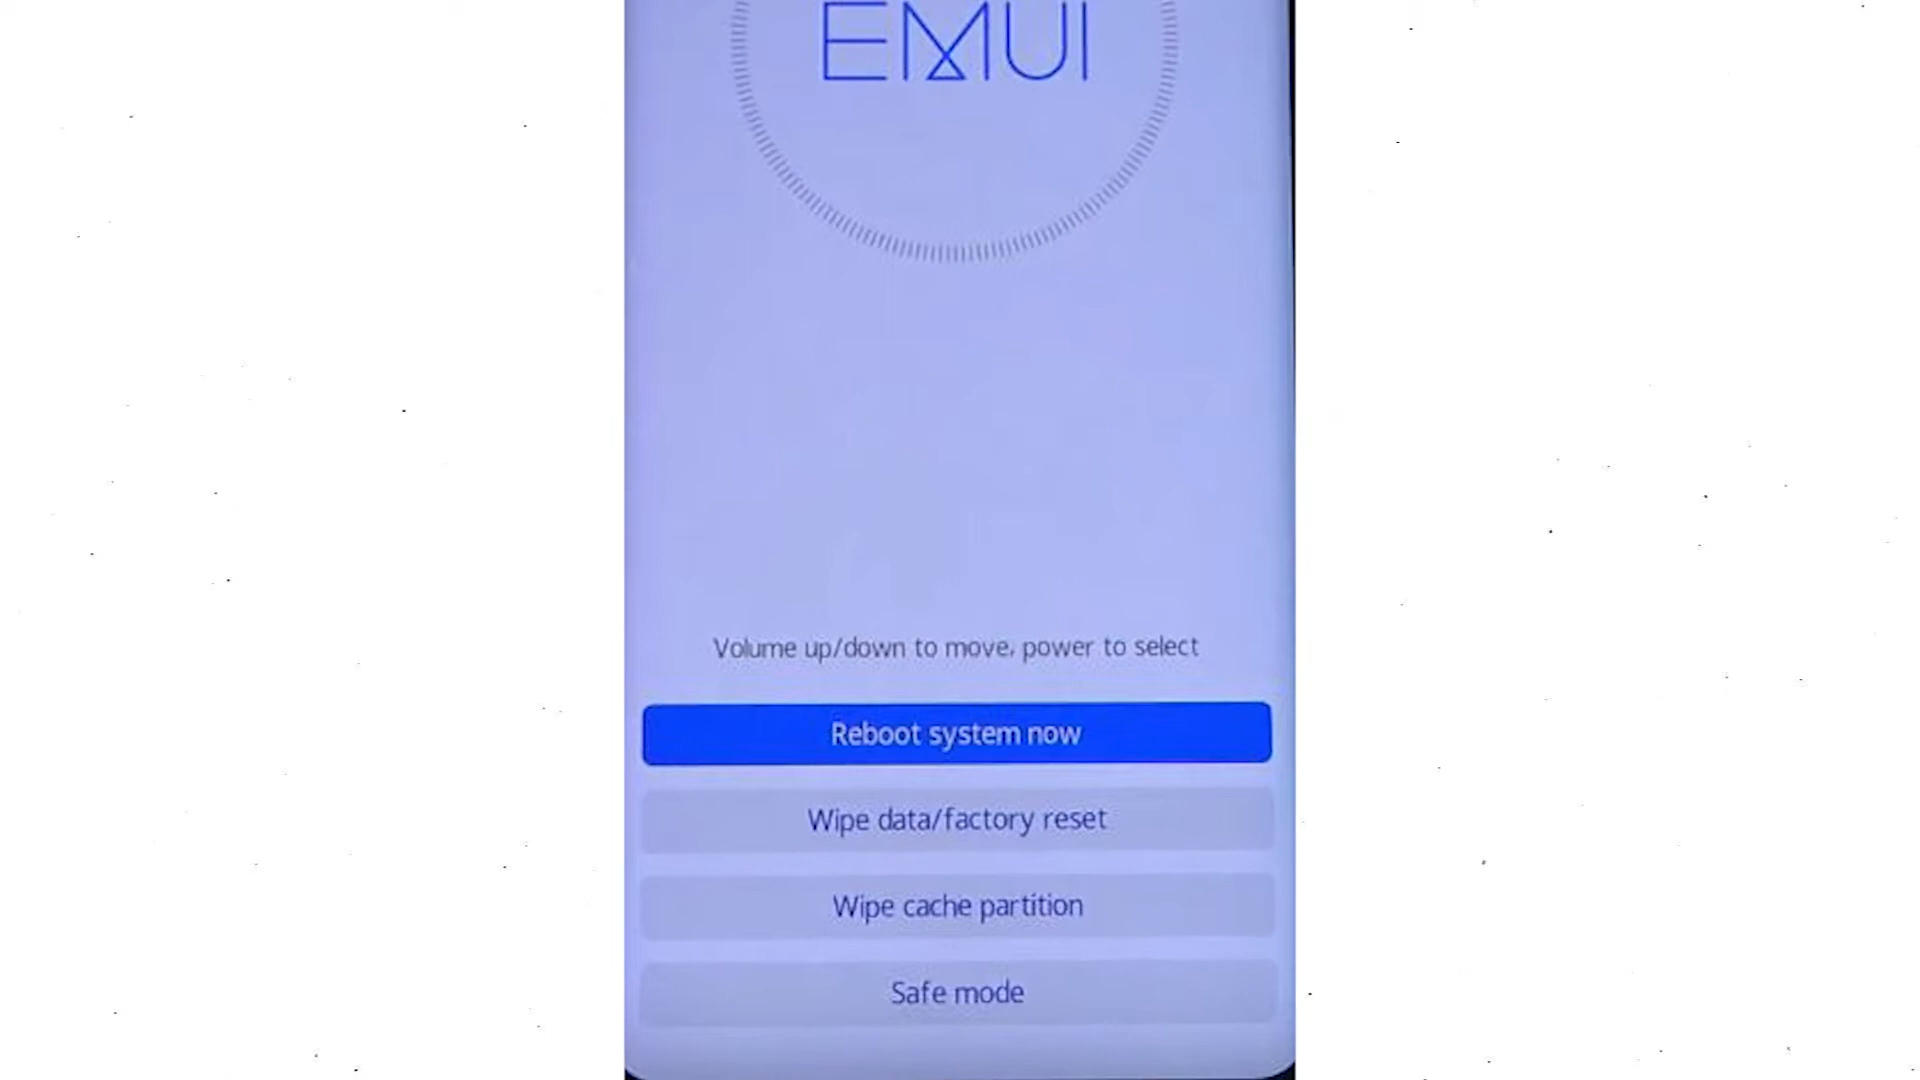 EMUI
Volume up/down to move, power to select
Reboot system now
Wipe data/factory reset
Wipe cache partition
Safe mode